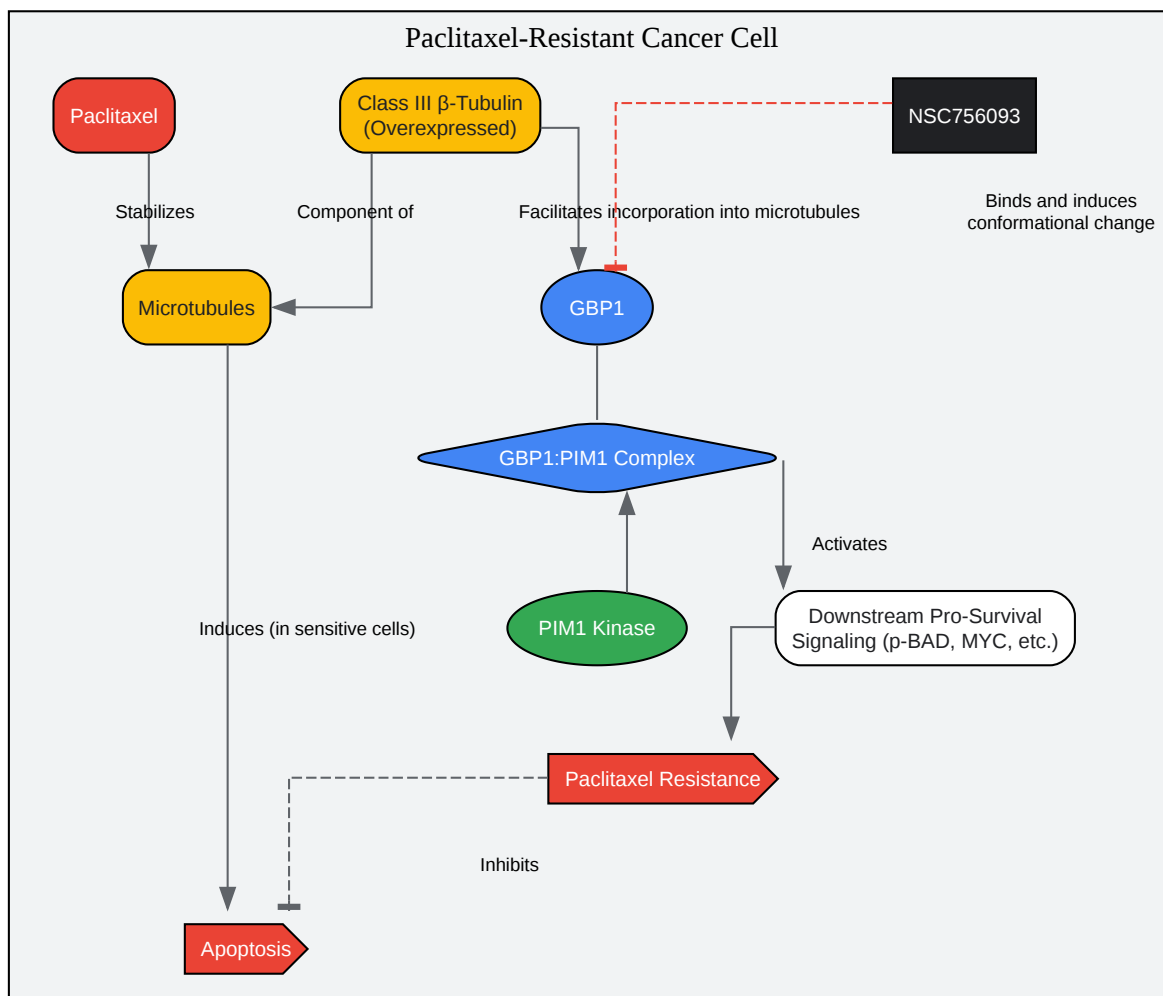 Paclitaxel-Resistant Cancer Cell
Paclitaxel
Class III β-Tubulin
(Overexpressed)
NSC756093
Stabilizes
Component of
Facilitates incorporation into microtubules
Binds and induces
conformational change
Microtubules
GBP1
GBP1:PIM1 Complex
Activates
Induces (in sensitive cells)
PIM1 Kinase
Downstream Pro-Survival
Signaling (p-BAD, MYC, etc.)
Paclitaxel Resistance
Inhibits
Apoptosis